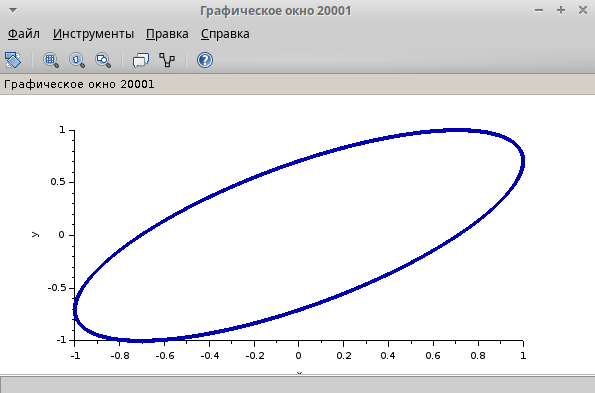 Графическое окно 20001
Файл Инструменты Правка Справка
Графическое окно 20001
1
0.5
0
-0.5
-1
y
-1 -0.8 -0.6 -0.4 -0.2 0 0.2 0.4 0.6 0.8 1